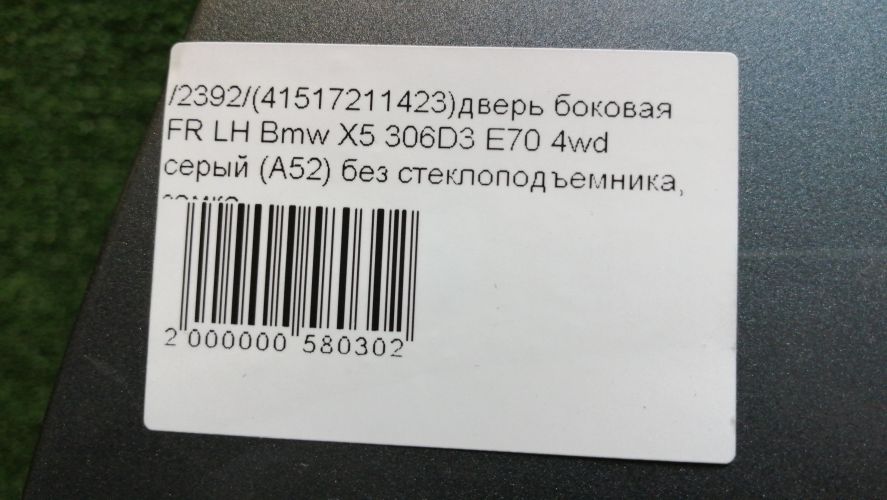 /2392/(41517211423)дверь боковая
FR LH Bmw X5 306D3 E70 4wd
серый (A52) без стеклоподъемника,
2 000000 580302